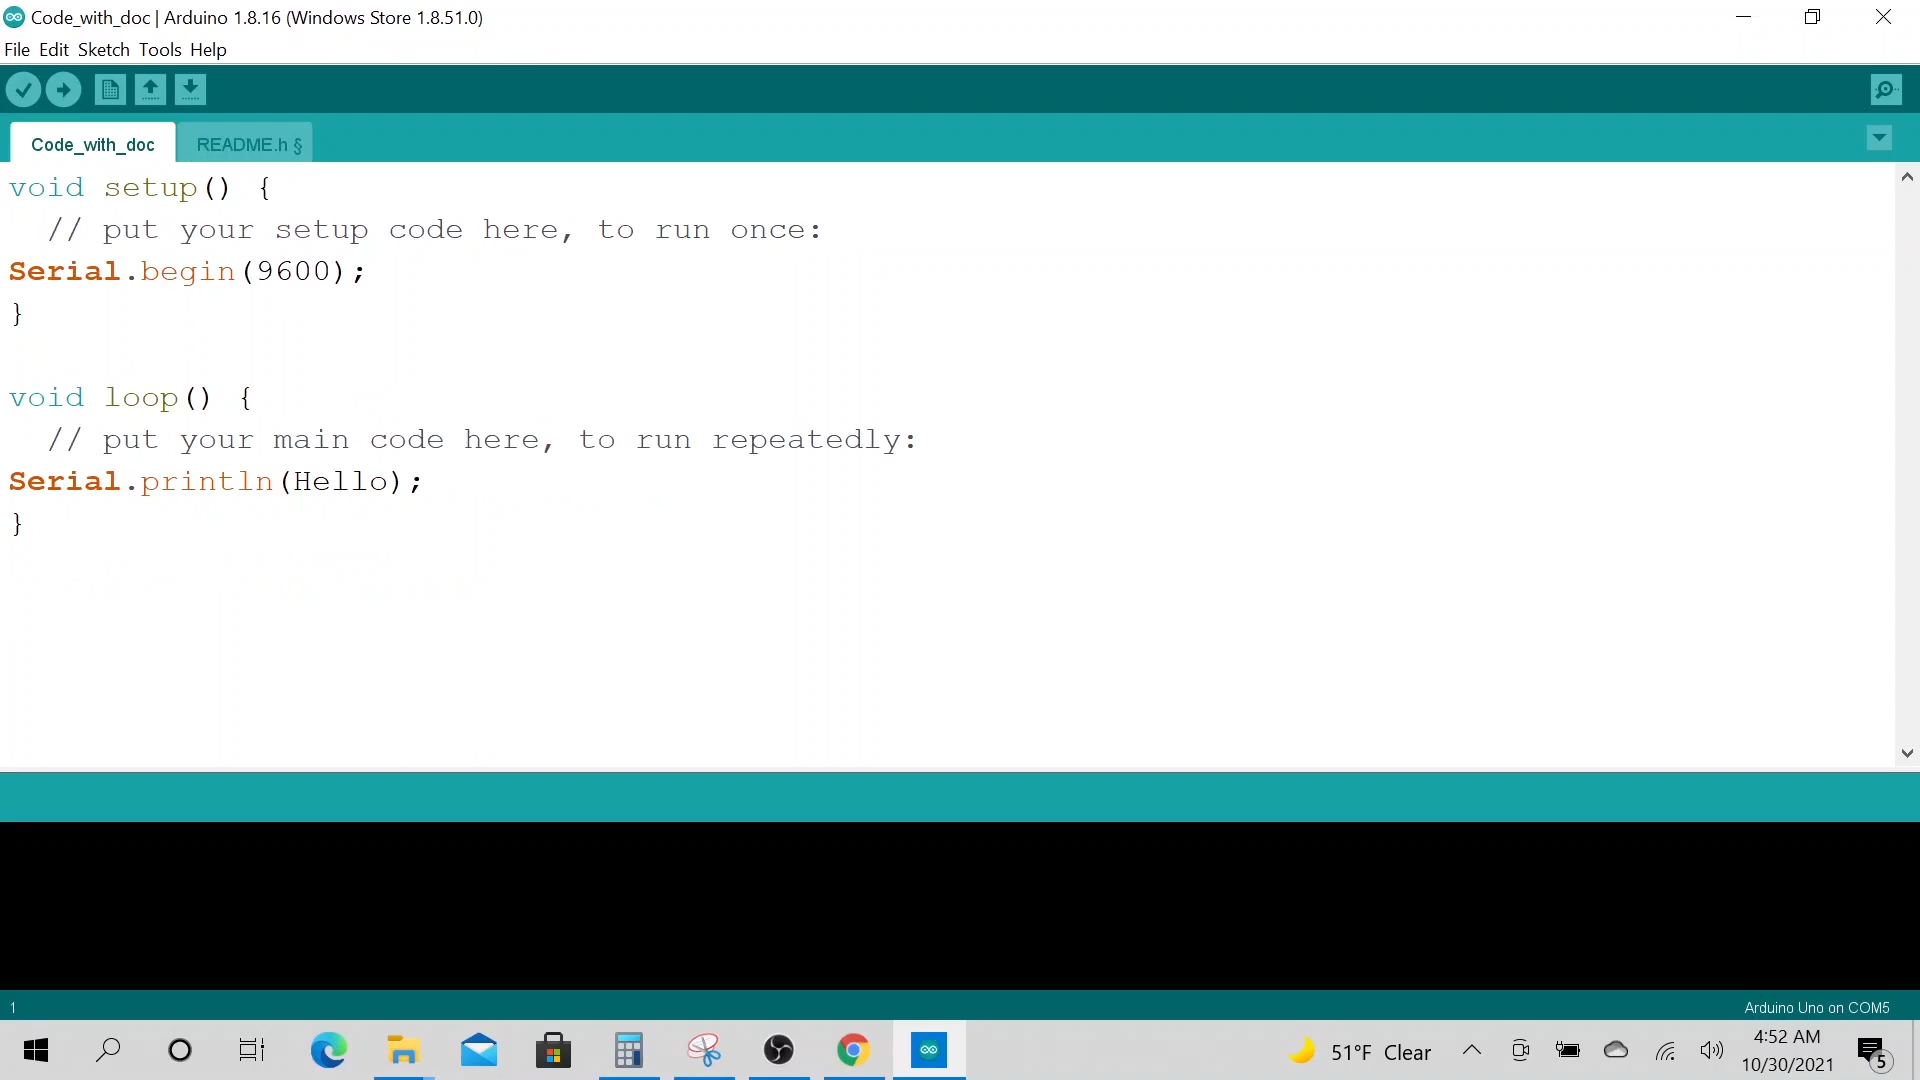 Code_with_doc | Arduino 1.8.16 (Windows Store 1.8.51.0)
File Edit Sketch Tools Help
Code_with_doc README.h §
void setup() {
// put your setup code here, to run once:
Serial.begin(9600);
}
void loop() {
// put your main code here, to run repeatedly:
Serial.println(Hello);
}
1 Arduino Uno on COM5
51°F Clear
4:52 AM
10/30/2021
5